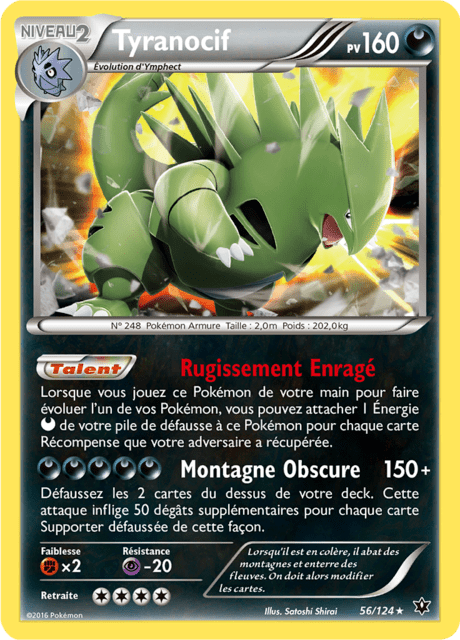 NIVEAU2
Tyranocif
PV160
Évolution d'Ymphect
N° 248 Pokémon Armure Taille : 2,0m Poids : 202,0kg
Talent Rugissement Enragé
Lorsque vous jouez ce Pokémon de votre main pour faire
évoluer l'un de vos Pokémon, vous pouvez attacher 1 Énergie
de votre pile de défausse à ce Pokémon pour chaque carte
Récompense que votre adversaire a récupérée.
Montagne Obscure 150+
Défaussez les 2 cartes du dessus de votre deck. Cette
attaque inflige 50 dégâts supplémentaires pour chaque carte
Supporter défaussée de cette façon.
Faiblesse Résistance
×2 -20
Retraite
Lorsqu'il est en colère, il abat des
montagnes et enterre des
fleuves. On doit alors modifier
les cartes.
©2016 Pokémon
Illus. Satoshi Shirai
56/124 ★